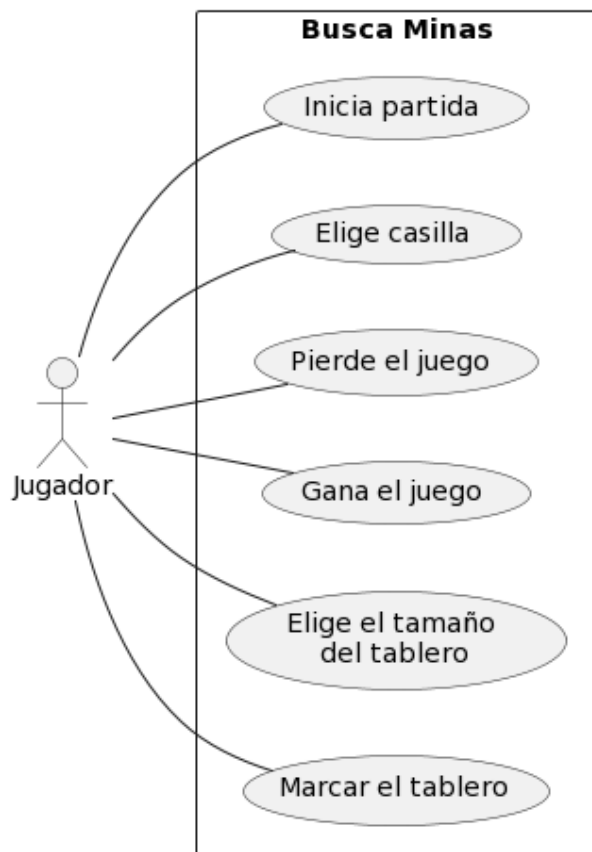 Busca Minas
Inicia partida
Elige casilla
Pierde el juego
Jugador
Gana el juego
Elige el tamaño
del tablero
Marcar el tablero